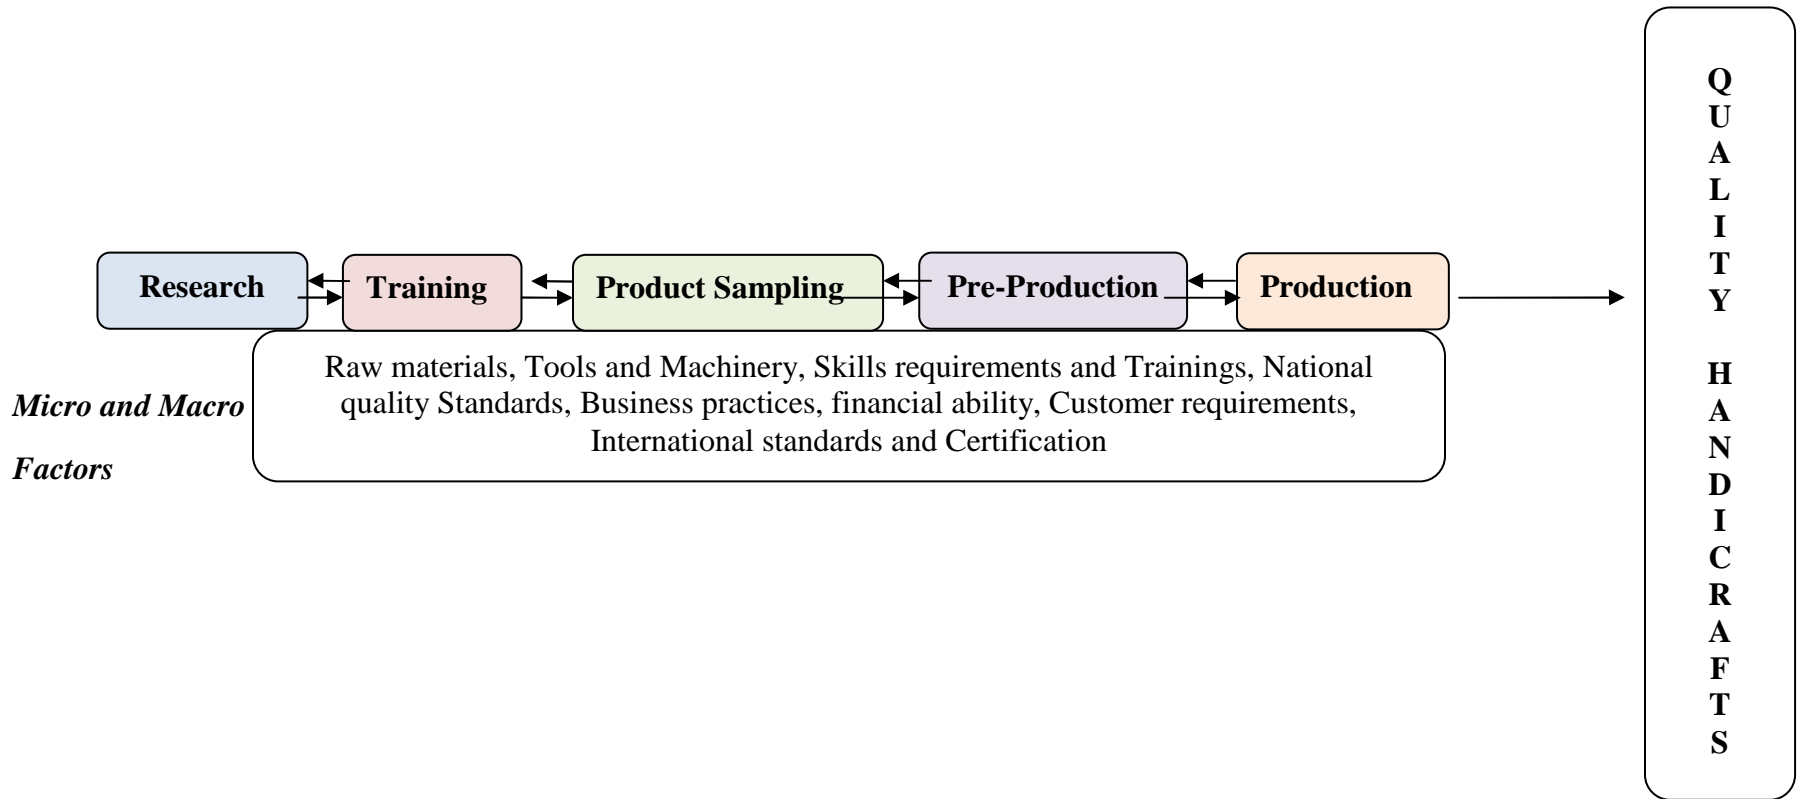 Research
Training
Product Sampling
Pre-Production
Production
Raw materials, Tools and Machinery, Skills requirements and Trainings, National
quality Standards, Business practices, financial ability, Customer requirements,
International standards and Certification
Micro and Macro
Factors
Q
U
A
L
I
T
Y
H
A
N
D
I
C
R
A
F
T
S